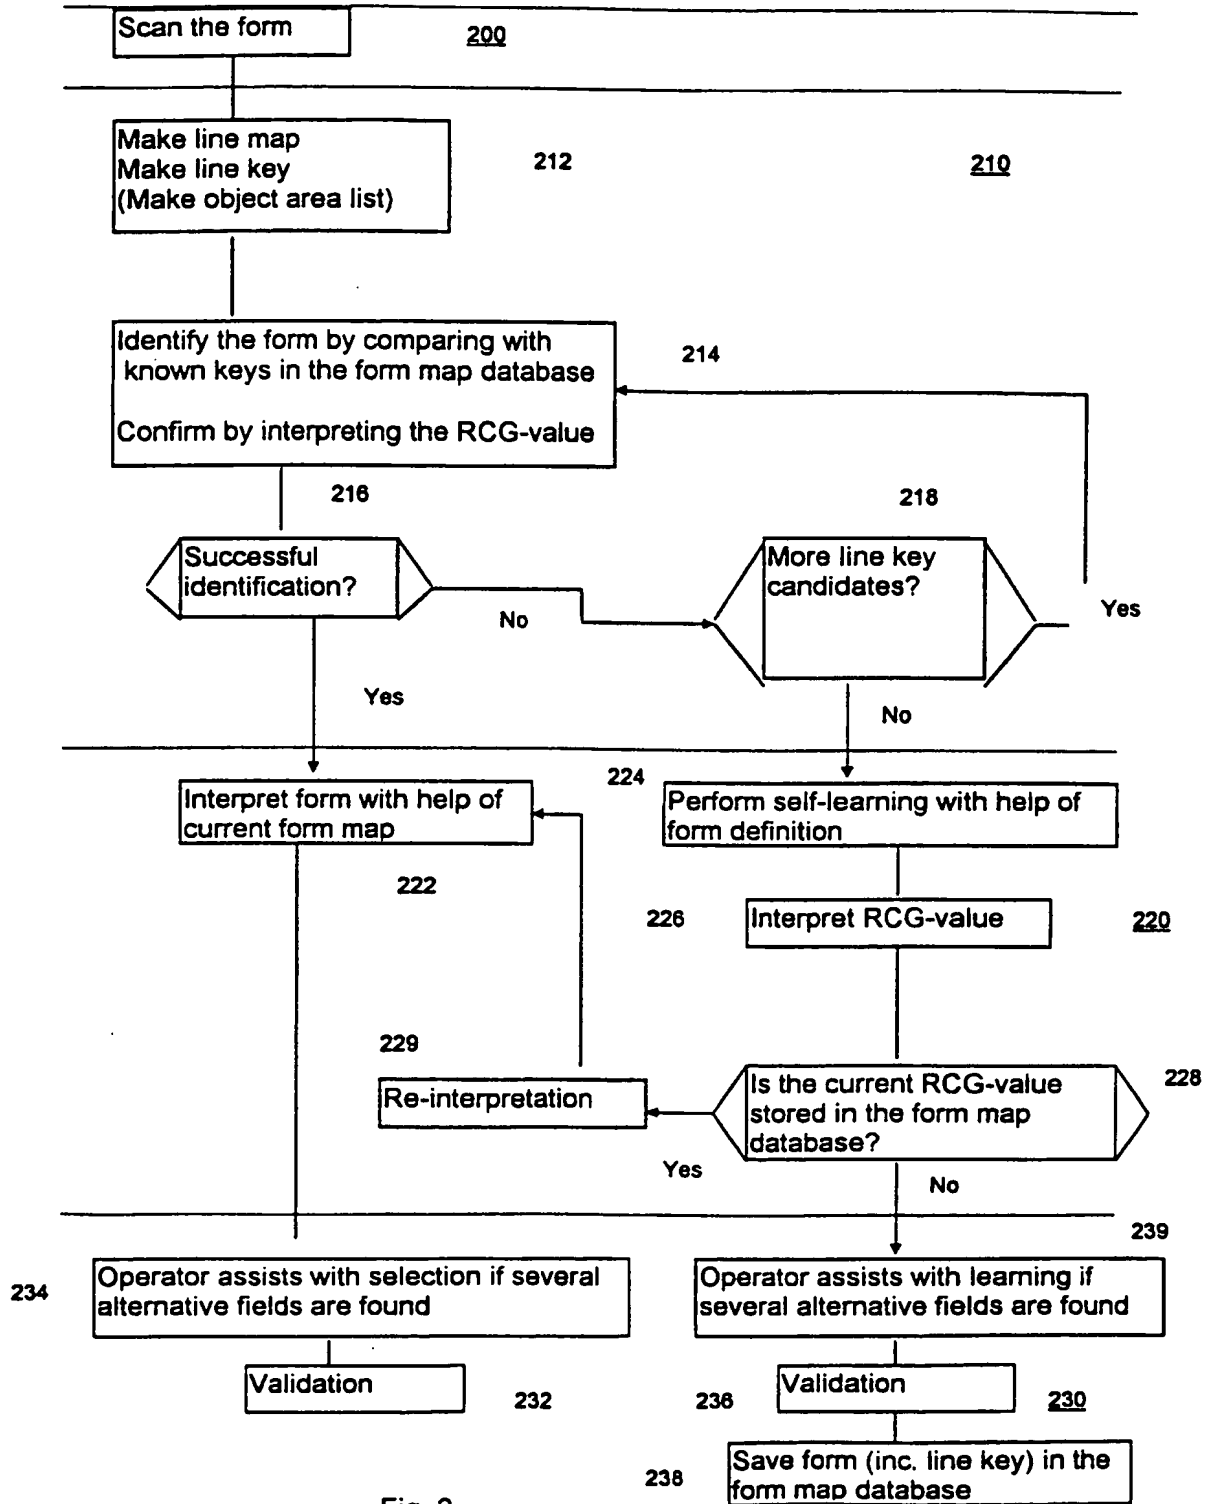 Scan the form
200
Make line map
Make line key
(Make object area list)
212
210
Identify the form by comparing with
known keys in the form map database
Confirm by interpreting the RCG-value
214
216
218
Successful
identification?
More line key
candidates?
No
Yes
Yes
No
224
Interpret form with help of
current form map
Perform self-learning with help of
form definition
222
226
Interpret RCG-value
220
229
Re-interpretation
Is the current RCG-value
stored in the form map
database?
228
Yes
No
239
234
Operator assists with selection if several
alternative fields are found
Operator assists with learning if
several alternative fields are found
Validation
232
236
Validation
230
238
Save form (inc. line key) in the
form map database